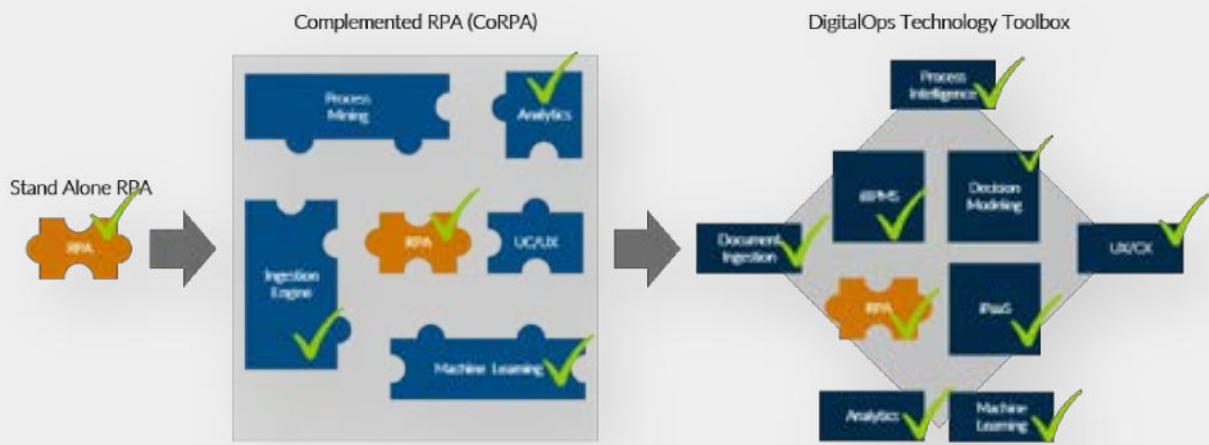 Complemented RPA (CoRPA)
DigitalOps Technology Toolbox
Stand Alone RPA
RPA
Process
Mining
Analytics
Ingestion
Engine
RPA
UC/UX
Machine Learning
Process
Intelligence
iBPMS
Decision
Modeling
Document
Ingestion
UX/CX
RPA
iPaaS
Analytics
Machine
Learning